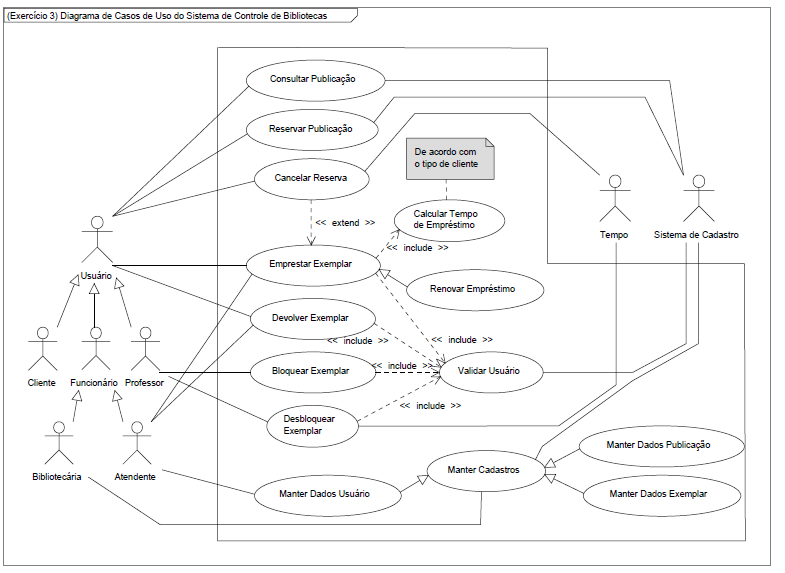 (Exercício 3) Diagrama de Casos de Uso do Sistema de Controle de Bibliotecas
Consultar Publicação
Reservar Publicação
De acordo com
o tipo de cliente
Cancelar Reserva
Calcular Tempo
de Empréstimo
<< extend >>
Tempo
Sistema de Cadastro
<< include >>
Emprestar Exemplar
Usuário
Renovar Empréstimo
Devolver Exemplar
<< include >>
<< include >>
<< include >>
Bloquear Exemplar
Validar Usuário
Cliente
Funcionário
Professor
<< include >>
Desbloquear
Exemplar
Manter Dados Publicação
Manter Cadastros
Bibliotecária
Atendente
Manter Dados Usuário
Manter Dados Exemplar